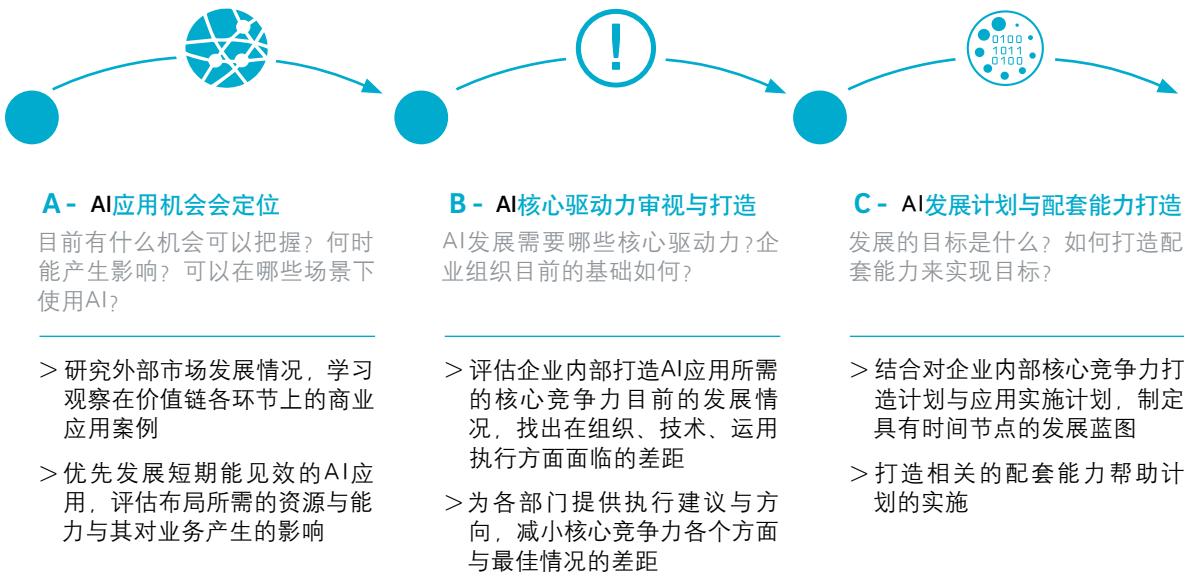 0100
1011
0100
A - AI应用机会会定位
目前有什么机会可以把握？何时
能产生影响？可以在哪些场景下
使用AI？
> 研究外部市场发展情况，学习
观察在价值链各环节上的商业
应用案例
> 优先发展短期能见效的AI应
用，评估布局所需的资源与能
力与其对业务产生的影响
B - AI核心驱动力审视与打造
AI发展需要哪些核心驱动力？企
业组织目前的基础如何？
> 评估企业内部打造AI应用所需
的核心竞争力目前的发展情
况，找出在组织、技术、运用
执行方面面临的差距
> 为各部门提供执行建议与方
向，减小核心竞争力各个方面
与最佳情况的差距
C - AI发展计划与配套能力打造
发展的目标是什么？如何打造配
套能力来实现目标？
> 结合对企业内部核心竞争力打
造计划与应用实施计划，制定
具有时间节点的发展蓝图
> 打造相关的配套能力帮助计
划的实施